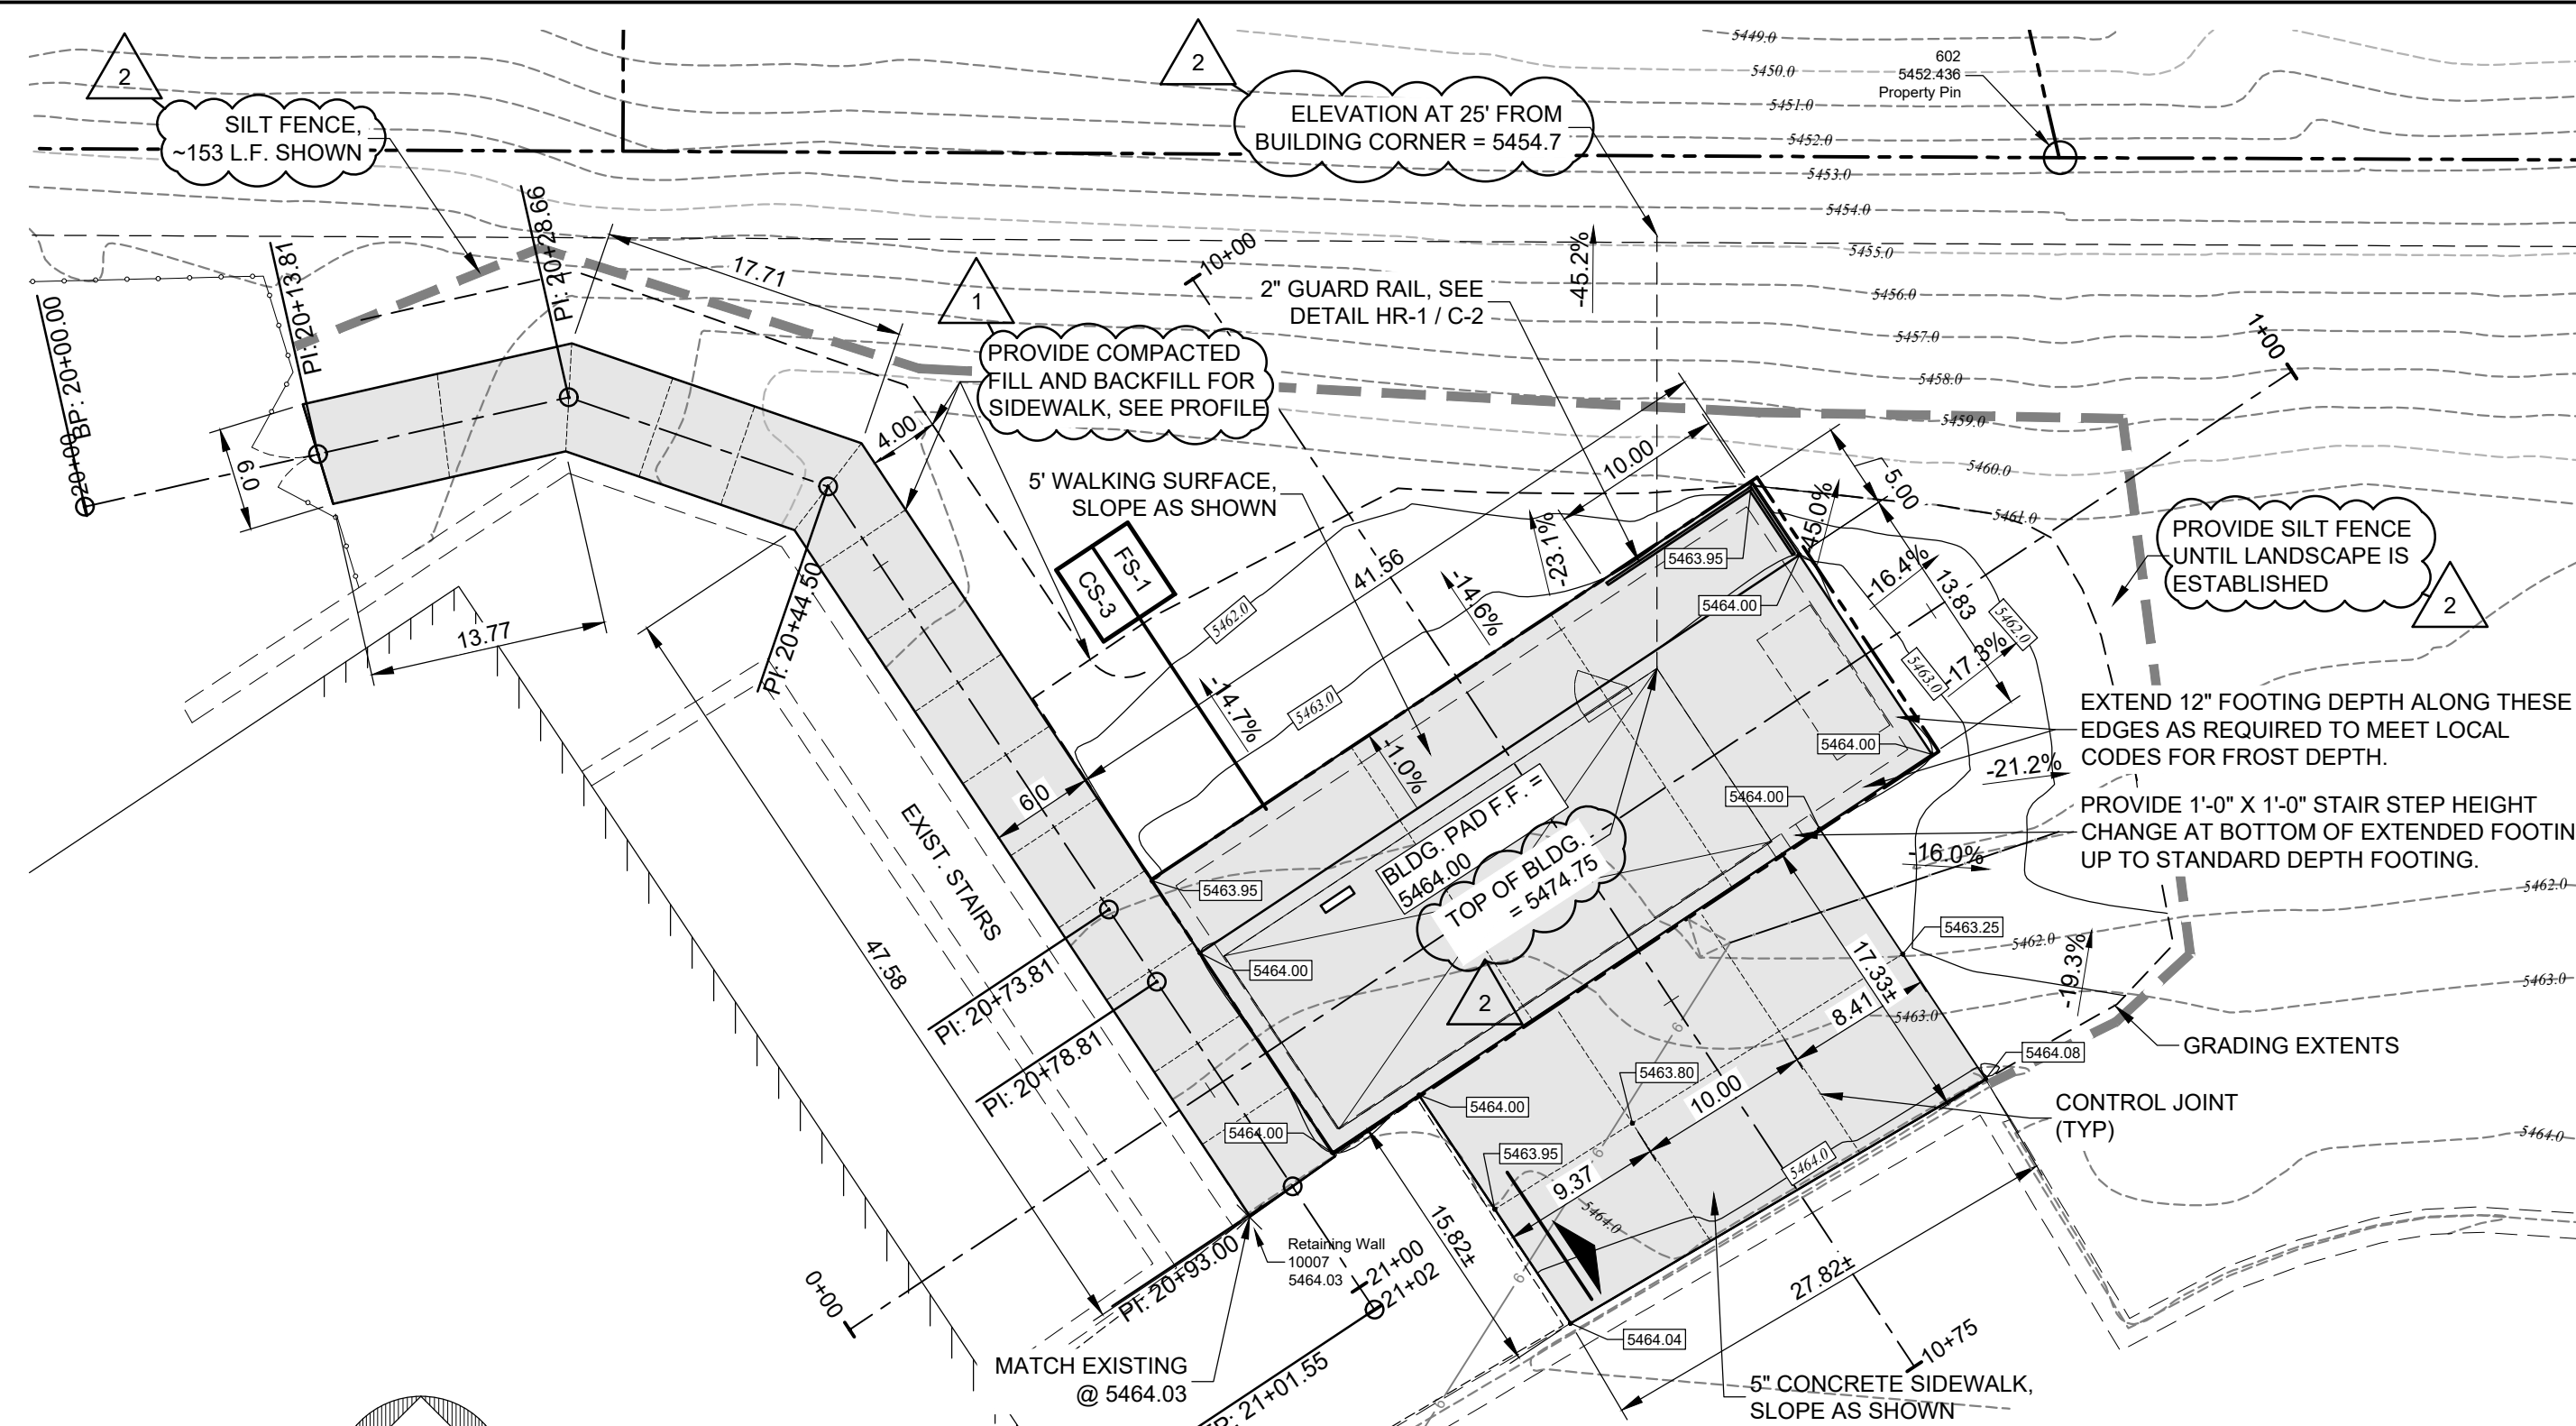 2
SILT FENCE,
~153 L.F. SHOWN
2
ELEVATION AT 25' FROM
BUILDING CORNER = 5454.7
602
5452.436
Property Pin
5449.0
5450.0
5451.0
5452.0
5453.0
5454.0
5455.0
5456.0
5457.0
5458.0
5459.0
5460.0
5461.0
BP: 20+00.00
20+00
PI: 20+13.81
PI: 20+28.66
17.71
10+00
1
PROVIDE COMPACTED
FILL AND BACKFILL FOR
SIDEWALK, SEE PROFILE
2" GUARD RAIL, SEE
DETAIL HR-1 / C-2
-45.2%
1+00
6.0
4.00
5' WALKING SURFACE,
SLOPE AS SHOWN
10.00
5.00
-45.0%
-23.1%
-16.4%
13.83
-17.3%
5463.95
5464.00
5462.0
5463.0
PROVIDE SILT FENCE
UNTIL LANDSCAPE IS
ESTABLISHED
2
FS-1
CS-3
41.56
-14.6%
5462.0
5463.0
-14.7%
-1.0%
13.77
PI: 20+44.50
47.58
EXIST. STAIRS
6.0
5464.00
5464.00
-21.2%
-16.0%
EXTEND 12" FOOTING DEPTH ALONG THESE
EDGES AS REQUIRED TO MEET LOCAL
CODES FOR FROST DEPTH.
PROVIDE 1'-0" X 1'-0" STAIR STEP HEIGHT
CHANGE AT BOTTOM OF EXTENDED FOOTIN
UP TO STANDARD DEPTH FOOTING.
BLDG. PAD F.F. =
5464.00
TOP OF BLDG.
= 5474.75
2
5463.95
5464.00
5463.25
5462.0
5462.0
5463.0
5463.0
-19.3%
17.33±
8.41
PI: 20+73.81
PI: 20+78.81
5463.80
10.00
5464.08
GRADING EXTENTS
CONTROL JOINT
(TYP)
5464.0
5464.00
5464.00
5463.95
9.37
5464.0
5464.0
6
6
6
6
15.82±
27.82±
Retaining Wall
10007
5464.03
PI: 20+93.00
0+00
21+00
21+02
5464.04
10+75
MATCH EXISTING
@ 5464.03
EP: 21+01.55
5" CONCRETE SIDEWALK,
SLOPE AS SHOWN